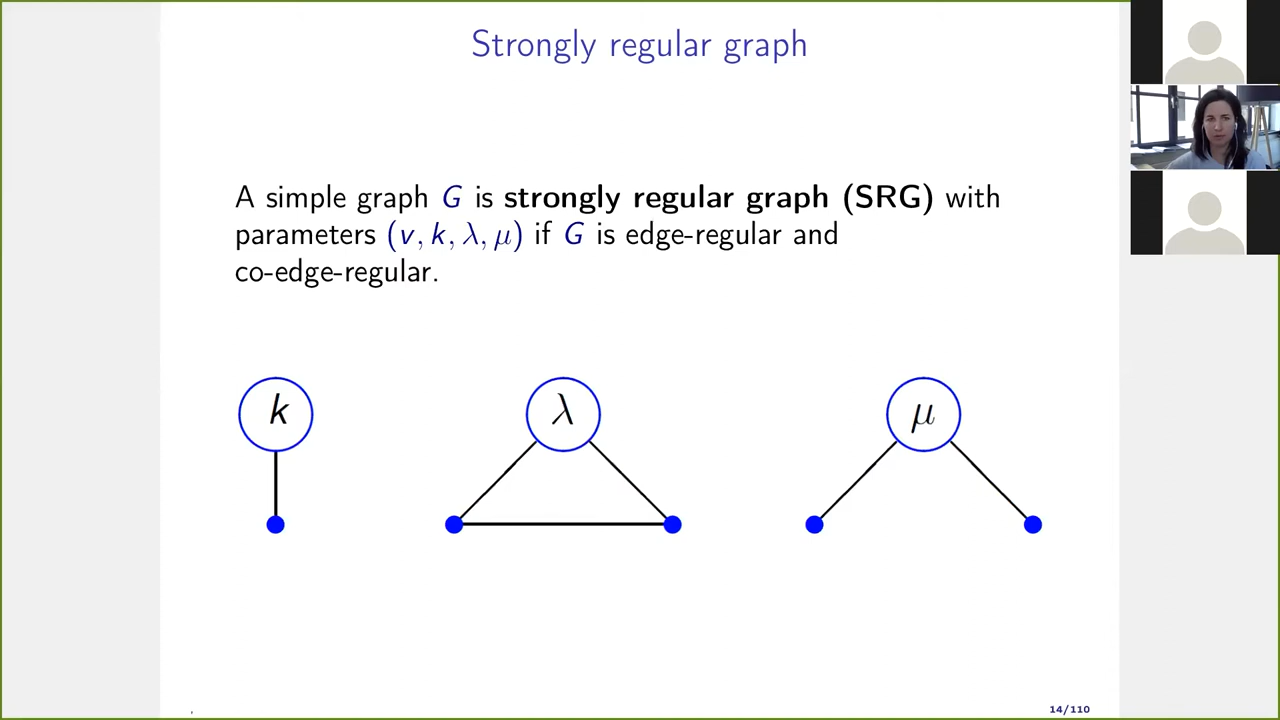 Strongly regular graph
A simple graph G is strongly regular graph (SRG) with
parameters (v, k, λ, μ) if G is edge-regular and
co-edge-regular.
k
λ
μ
14/110